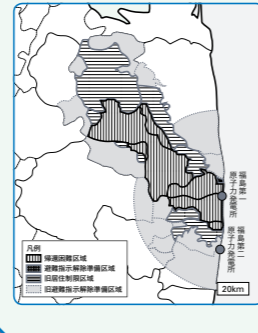 福島第一
原子力発電所
福島第二
原子力発電所
凡例
帰還困難区域
避難指示解除準備区域
旧居住制限区域
旧避難指示解除準備区域
20km